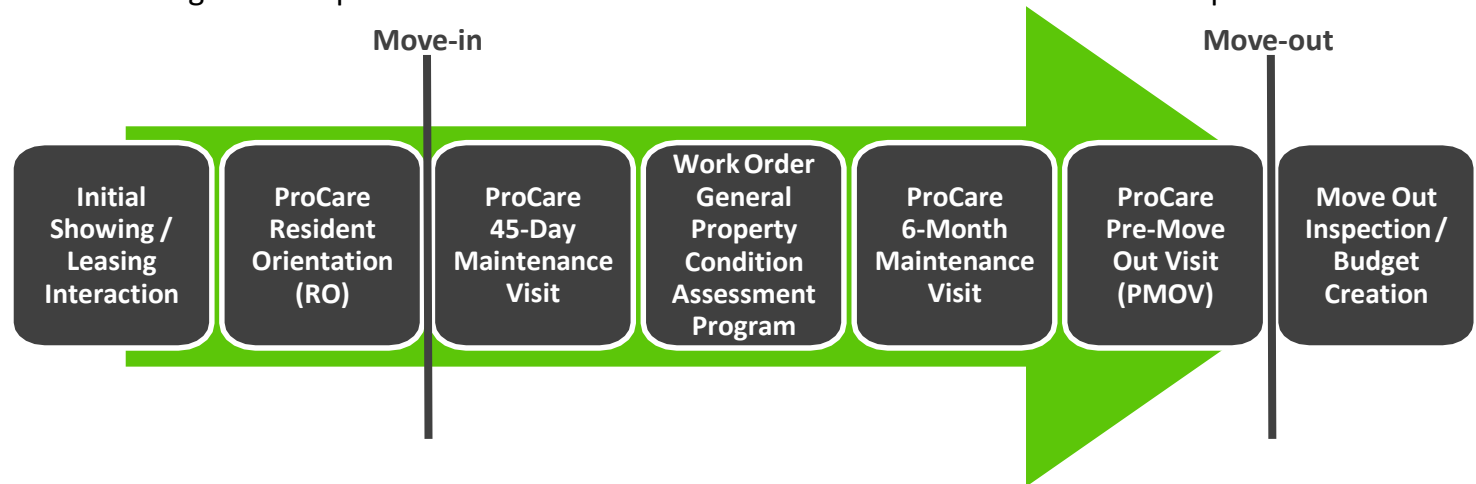 Move-in
Move-out
Initial
Showing /
Leasing
Interaction
ProCare
Resident
Orientation
(RO)
ProCare
45-Day
Maintenance
Visit
Work Order
General
Property
Condition
Assessment
Program
ProCare
6-Month
Maintenance
Visit
ProCare
Pre-Move
Out Visit
(PMOV)
Move Out
Inspection /
Budget
Creation